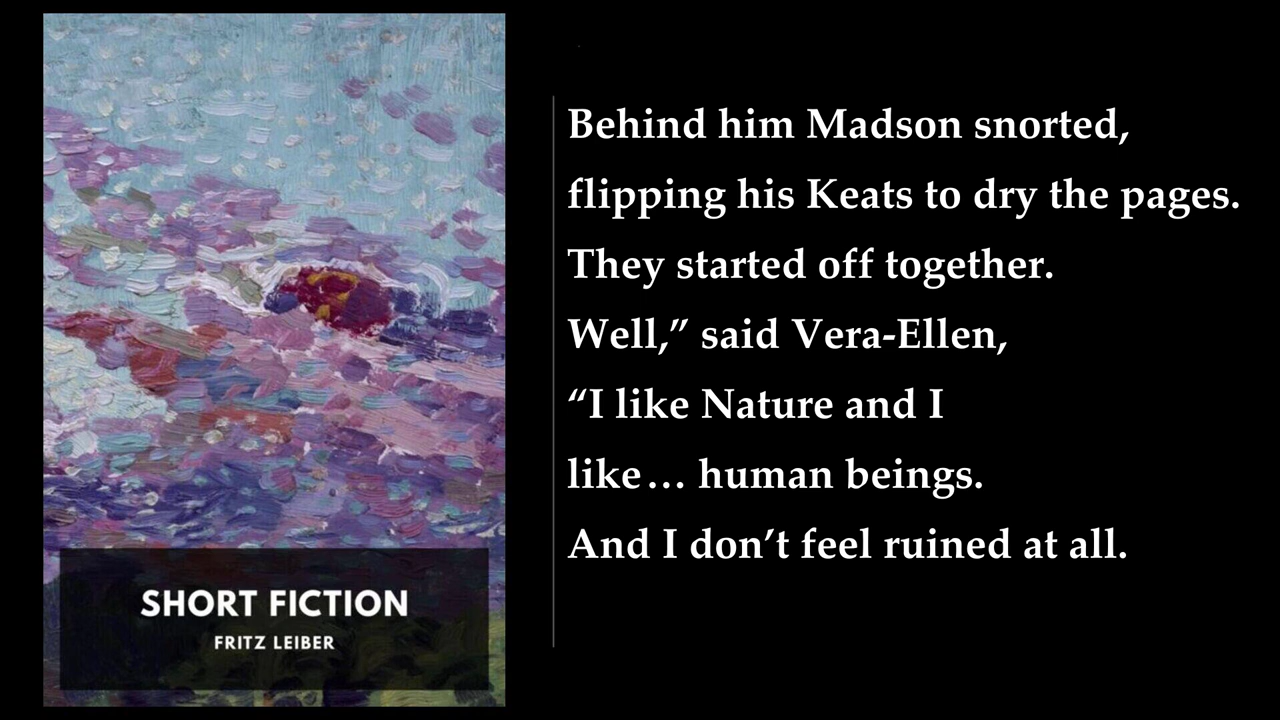 Behind him Madson snorted,
flipping his Keats to dry the pages.
They started off together.
Well,” said Vera-Ellen,
“I like Nature and I
like… human beings.
And I don’t feel ruined at all.
SHORT FICTION
FRITZ LEIBER